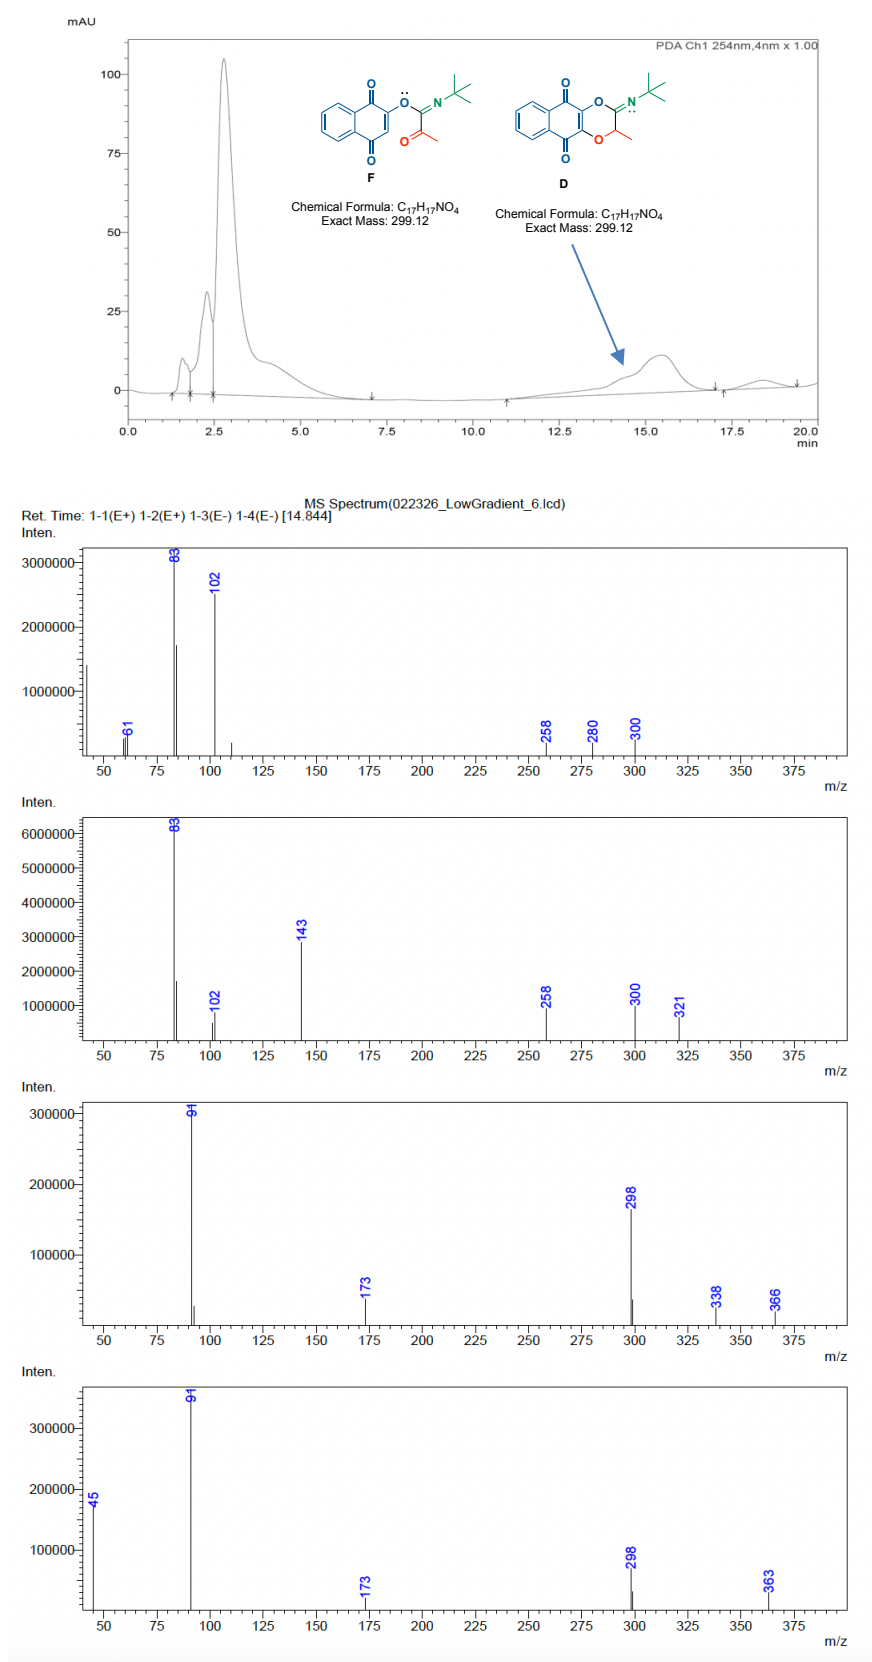 mAU
PDA Ch1 254nm,4nm x 1.00
100
75
50
25
0
0.0 2.5 5.0 7.5 10.0 12.5 15.0 17.5 20.0
min
O O N O O
F
Chemical Formula: C₁₇H₁₇NO₄
Exact Mass: 299.12
O O N O O
D
Chemical Formula: C₁₇H₁₇NO₄
Exact Mass: 299.12
MS Spectrum(022326_LowGradient_6.lcd)
Ret. Time: 1-1(E+) 1-2(E+) 1-3(E-) 1-4(E-) [14.844]
Inten.
3000000
2000000
1000000
83
102
61
258
280
300
50 75 100 125 150 175 200 225 250 275 300 325 350 375
m/z
Inten.
6000000
5000000
4000000
3000000
2000000
1000000
83
102
143
258
300
321
50 75 100 125 150 175 200 225 250 275 300 325 350 375
m/z
Inten.
300000
200000
100000
91
173
298
338
366
50 75 100 125 150 175 200 225 250 275 300 325 350 375
m/z
Inten.
300000
200000
100000
45
91
173
298
363
50 75 100 125 150 175 200 225 250 275 300 325 350 375
m/z